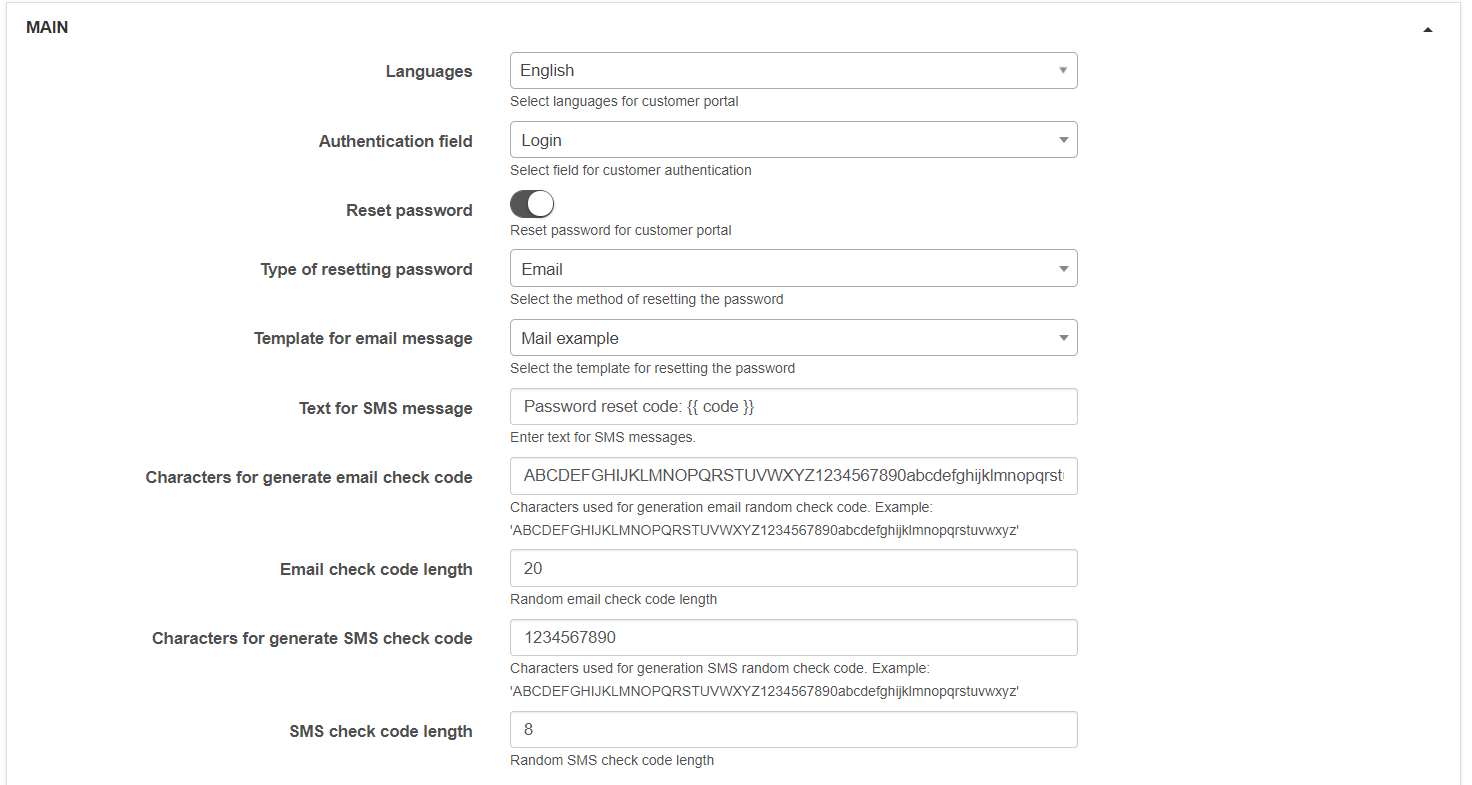 MAIN
Languages
English
Select languages for customer portal
Authentication field
Login
Select field for customer authentication
Reset password
Reset password for customer portal
Type of resetting password
Email
Select the method of resetting the password
Template for email message
Mail example
Select the template for resetting the password
Text for SMS message
Password reset code: {{ code }}
Enter text for SMS messages.
Characters for generate email check code
ABCDEFGHIJKLMNOPQRSTUVWXYZ1234567890abcdefghijklmnopqrst
Characters used for generation email random check code. Example:
'ABCDEFGHIJKLMNOPQRSTUVWXYZ1234567890abcdefghijklmnopqrstuvwxyz'
Email check code length
20
Random email check code length
Characters for generate SMS check code
1234567890
Characters used for generation SMS random check code. Example:
'ABCDEFGHIJKLMNOPQRSTUVWXYZ1234567890abcdefghijklmnopqrstuvwxyz'
SMS check code length
8
Random SMS check code length